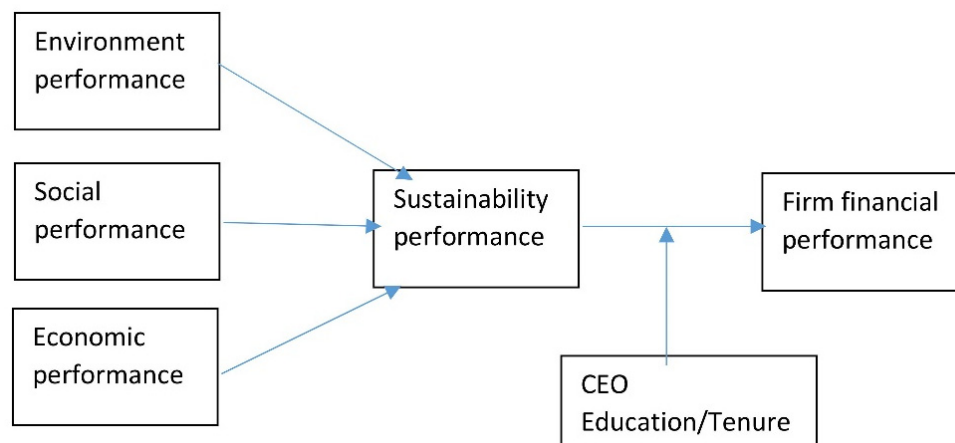 Environment
performance
Social
performance
Economic
performance
Sustainability
performance
Firm financial
performance
CEO
Education/Tenure